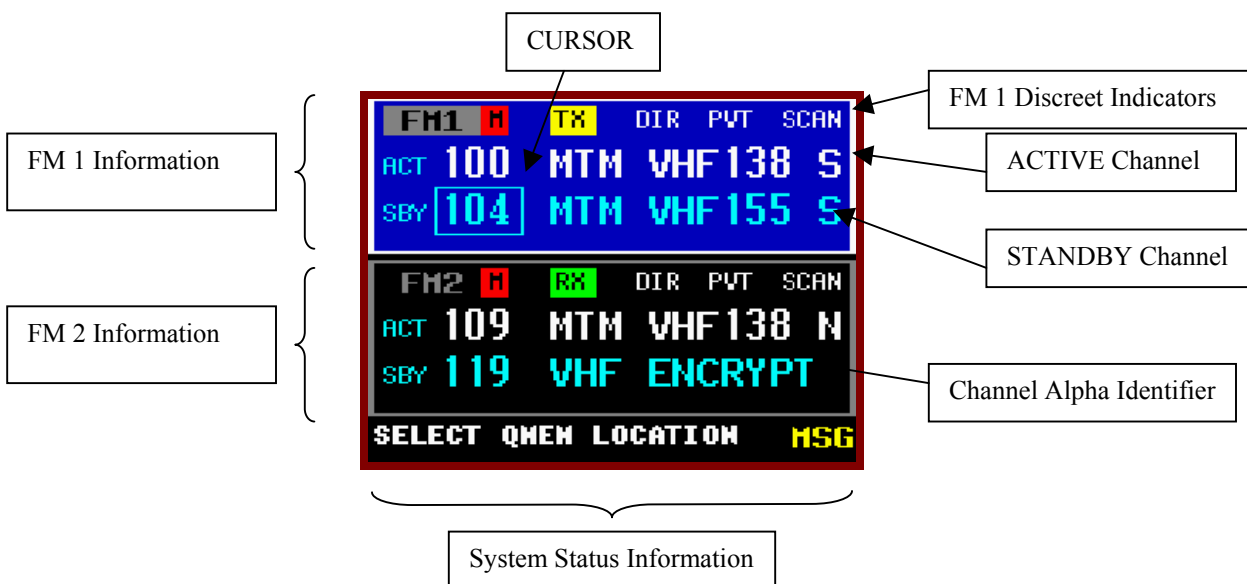 CURSOR
FM 1 Information
FM 2 Information
FM1 M TX DIR PVT SCAN
ACT 100 MTM VHF138 S
SBY 104 MTM VHF155 S
FM2 M RX DIR PVT SCAN
ACT 109 MTM VHF138 N
SBY 119 VHF ENCRYPT
SELECT QMEM LOCATION MSG
FM 1 Discreet Indicators
ACTIVE Channel
STANDBY Channel
Channel Alpha Identifier
System Status Information